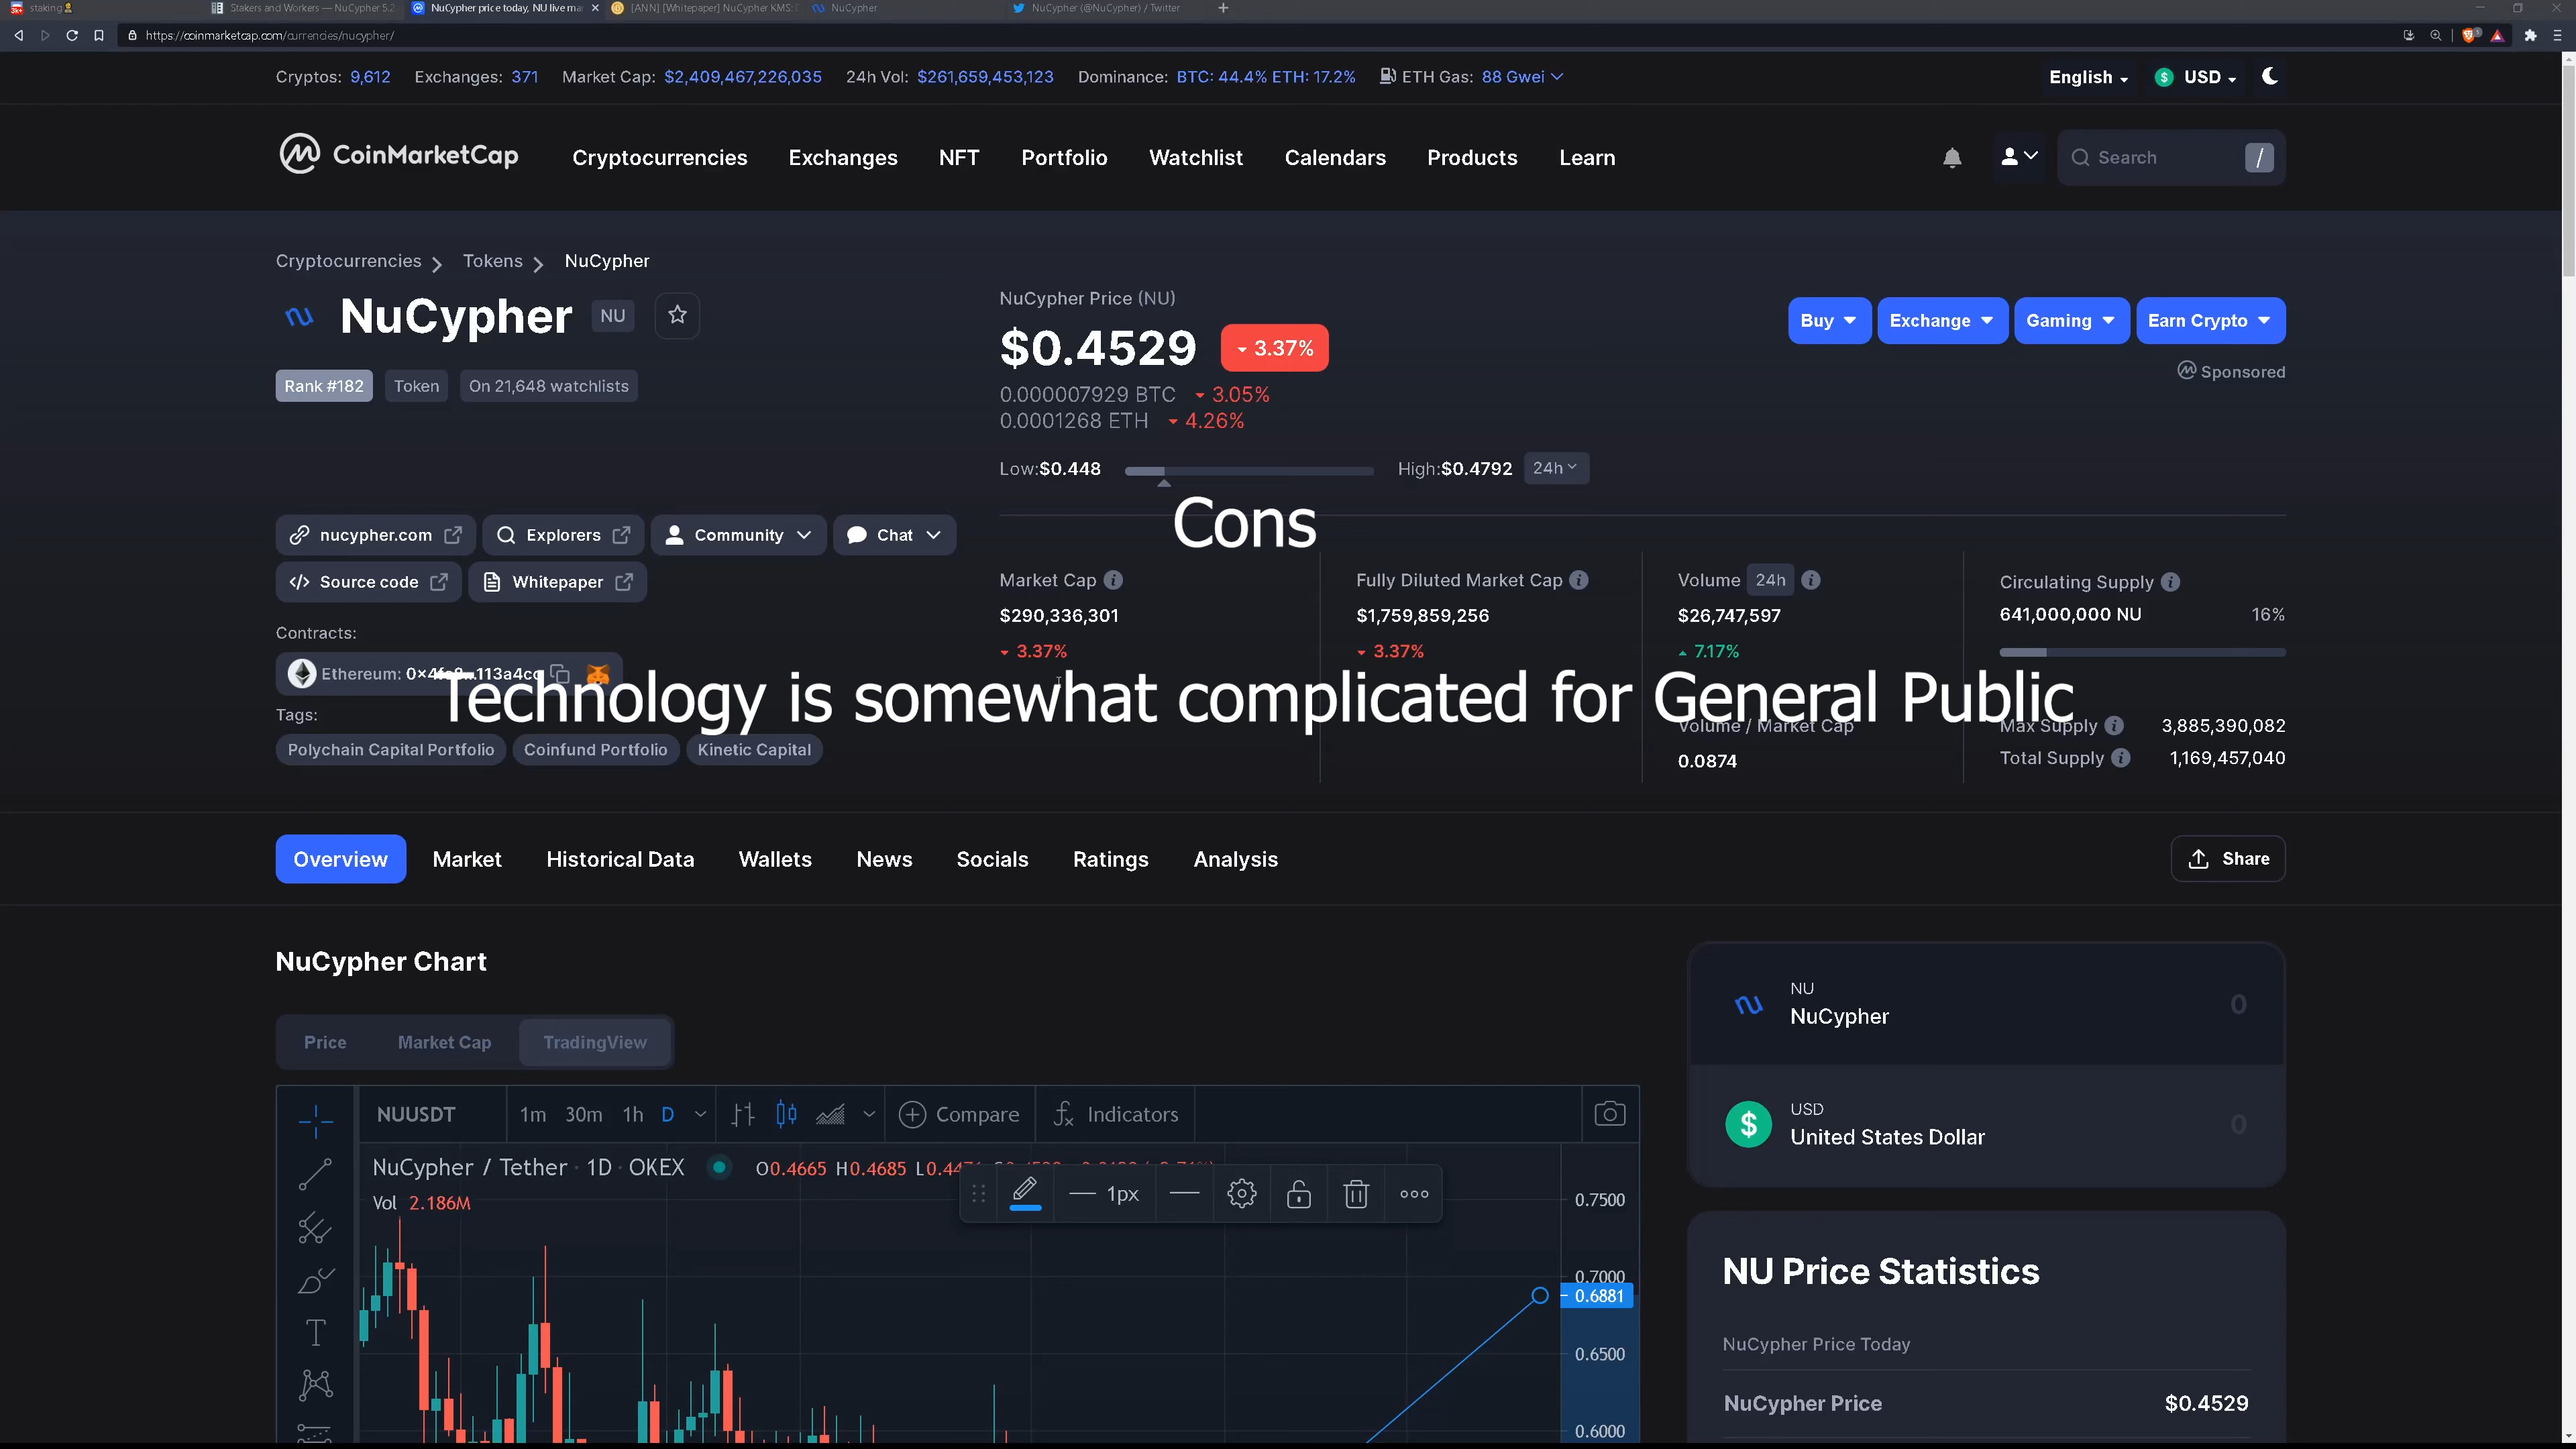 staking
Stakers and Workers — NuCypher 5.2
NuCypher price today, NU live ma
[ANN] [Whitepaper] NuCypher KMS:
NuCypher
NuCypher (@NuCypher) / Twitter
https://coinmarketcap.com/currencies/nucypher/
Cryptos: 9,612 Exchanges: 371 Market Cap: $2,409,467,226,035 24h Vol: $261,659,453,123 Dominance: BTC: 44.4% ETH: 17.2% ETH Gas: 88 Gwei
English USD
CoinMarketCap Cryptocurrencies Exchanges NFT Portfolio Watchlist Calendars Products Learn Search /
Cryptocurrencies Tokens NuCypher
NuCypher NU
Rank #182 Token On 21,648 watchlists
NuCypher Price (NU)
$0.4529 3.37%
0.000007929 BTC 3.05%
0.0001268 ETH 4.26%
Low:$0.448 High:$0.4792 24h
Buy Exchange Gaming Earn Crypto
Sponsored
Cons
nucypher.com Explorers Community Chat
Source code Whitepaper
Contracts:
Ethereum:
Tags:
Polychain Capital Portfolio Coinfund Portfolio Kinetic Capital
Market Cap
$290,336,301
3.37%
Fully Diluted Market Cap
$1,759,859,256
3.37%
Volume 24h
$26,747,597
7.17%
Circulating Supply
641,000,000 NU 16%
Technology is somewhat complicated for General Public
Volume / Market Cap
0.0874
Max Supply 3,885,390,082
Total Supply 1,169,457,040
Overview Market Historical Data Wallets News Socials Ratings Analysis Share
NuCypher Chart
Price Market Cap TradingView
NUUSDT 1m 30m 1h D Compare Indicators
NuCypher / Tether · 1D · OKEX O0.4665 H0.4685
Vol 2.186M
1px
0.7500
0.7000
0.6881
0.6500
0.6000
NU
NuCypher 0
USD
United States Dollar 0
NU Price Statistics
NuCypher Price Today
NuCypher Price $0.4529